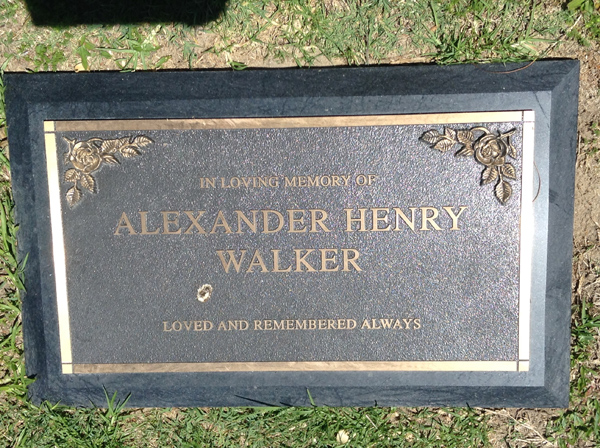 IN LOVING MEMORY OF
ALEXANDER HENRY
WALKER
LOVED AND REMEMBERED ALWAYS